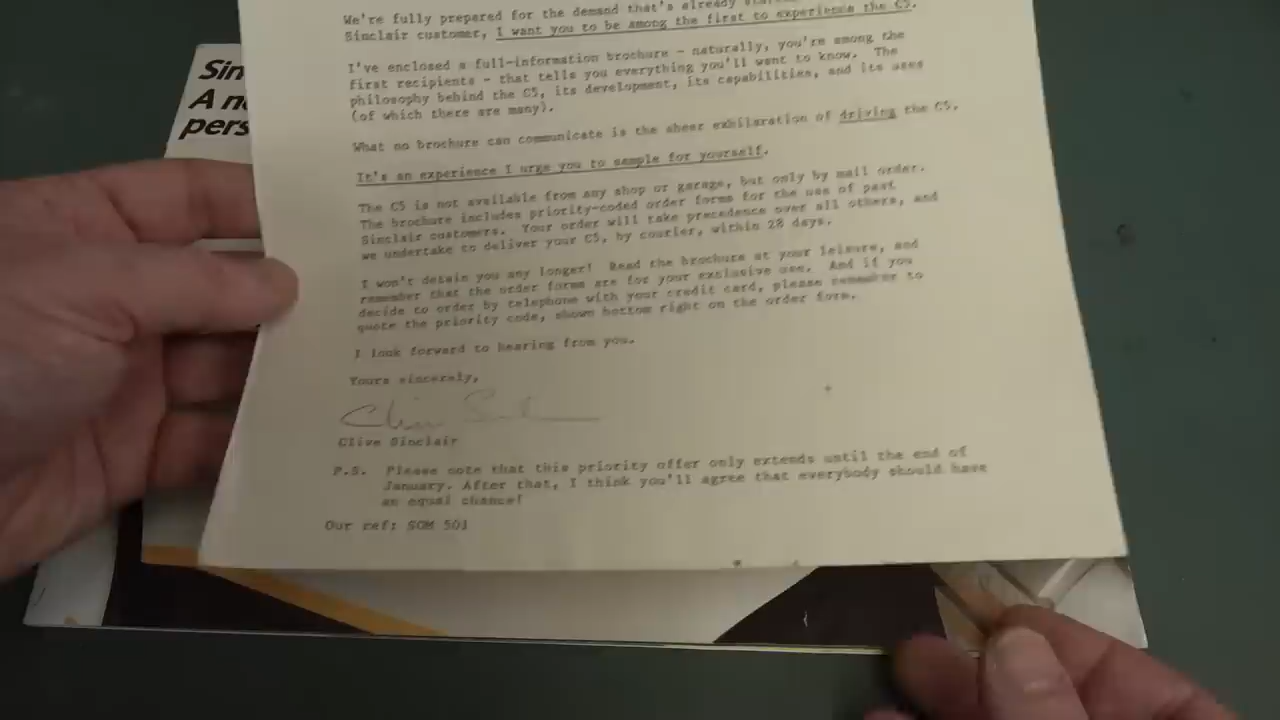 We're fully prepared for the demand that's already
Sinclair customer, I want you to be among the first to experience the C5.
I've enclosed a full-information brochure - naturally, you're among the
first recipients - that tells you everything you'll want to know. The
philosophy behind the C5, its development, its capabilities, and its uses
(of which there are many).
What no brochure can communicate is the sheer exhilaration of driving the C5.
It's an experience I urge you to sample for yourself.
The C5 is not available from any shop or garage, but only by mail order.
The brochure includes priority-coded order forms for the use of past
Sinclair customers. Your order will take precedence over all others, and
we undertake to deliver your C5, by courier, within 28 days.
I won't detain you any longer! Read the brochure at your leisure, and
remember that the order forms are for your exclusive use. And if you
decide to order by telephone with your credit card, please remember to
quote the priority code, shown bottom right on the order form.
I look forward to hearing from you.
Yours sincerely,
Clive Sinclair
P.S. Please note that this priority offer only extends until the end of
January. After that, I think you'll agree that everybody should have
an equal chance!
Our ref: SOM 503
Sin
A n
pers